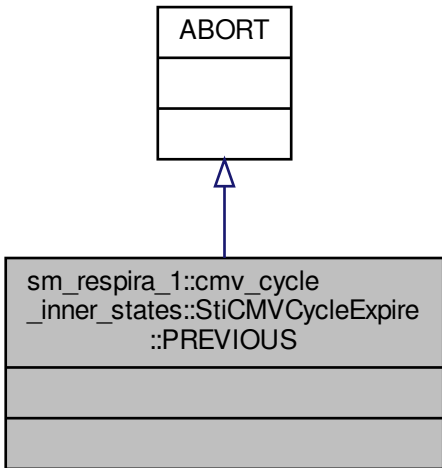 ABORT
sm_respira_1::cmv_cycle
_inner_states::StiCMVCycleExpire
::PREVIOUS